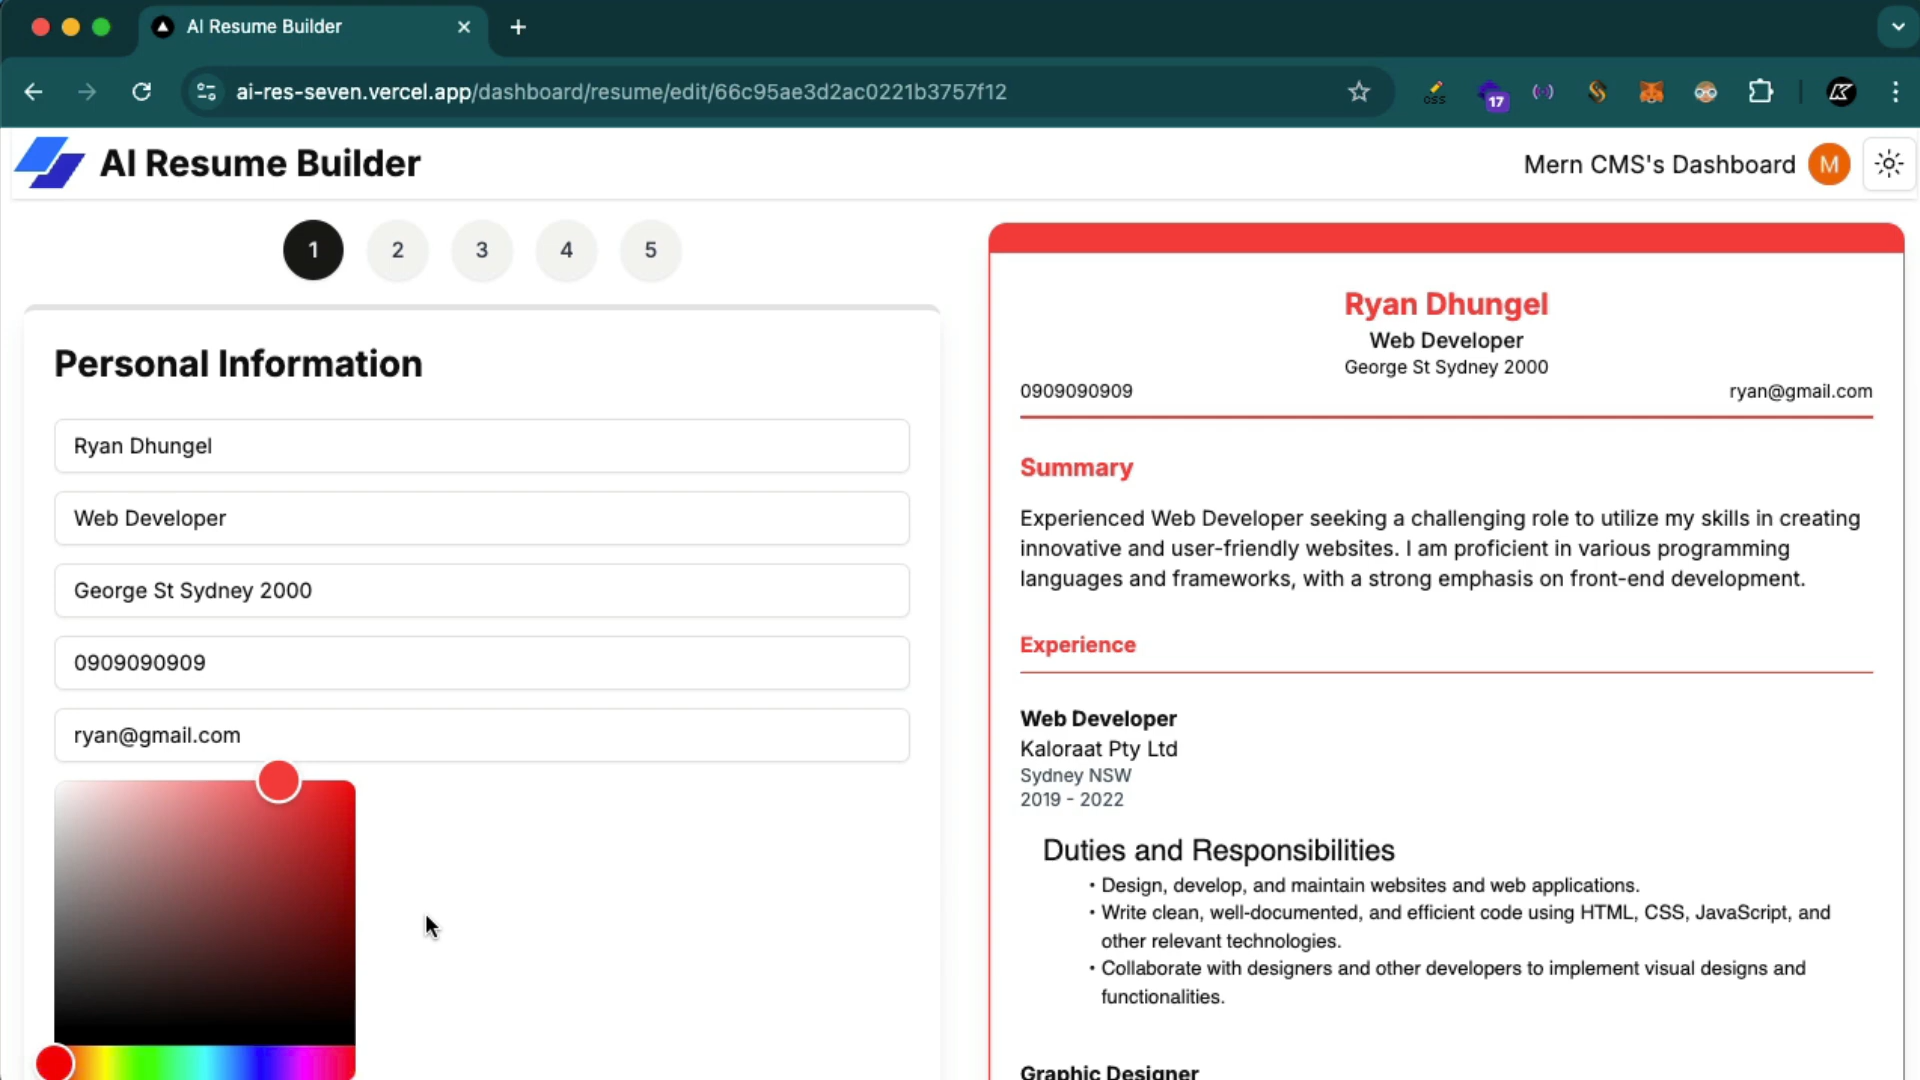 AI Resume Builder
ai-res-seven.vercel.app/dashboard/resume/edit/66c95ae3d2ac0221b3757f12
CSS
17
AI Resume Builder
Mern CMS's Dashboard
M
1
2
3
4
5
Personal Information
Ryan Dhungel
Web Developer
George St Sydney 2000
0909090909
ryan@gmail.com
Ryan Dhungel
Web Developer
George St Sydney 2000
0909090909
ryan@gmail.com
Summary
Experienced Web Developer seeking a challenging role to utilize my skills in creating
innovative and user-friendly websites. I am proficient in various programming
languages and frameworks, with a strong emphasis on front-end development.
Experience
Web Developer
Kaloraat Pty Ltd
Sydney NSW
2019 - 2022
Duties and Responsibilities
• Design, develop, and maintain websites and web applications.
• Write clean, well-documented, and efficient code using HTML, CSS, JavaScript, and
other relevant technologies.
• Collaborate with designers and other developers to implement visual designs and
functionalities.
Graphic Designer